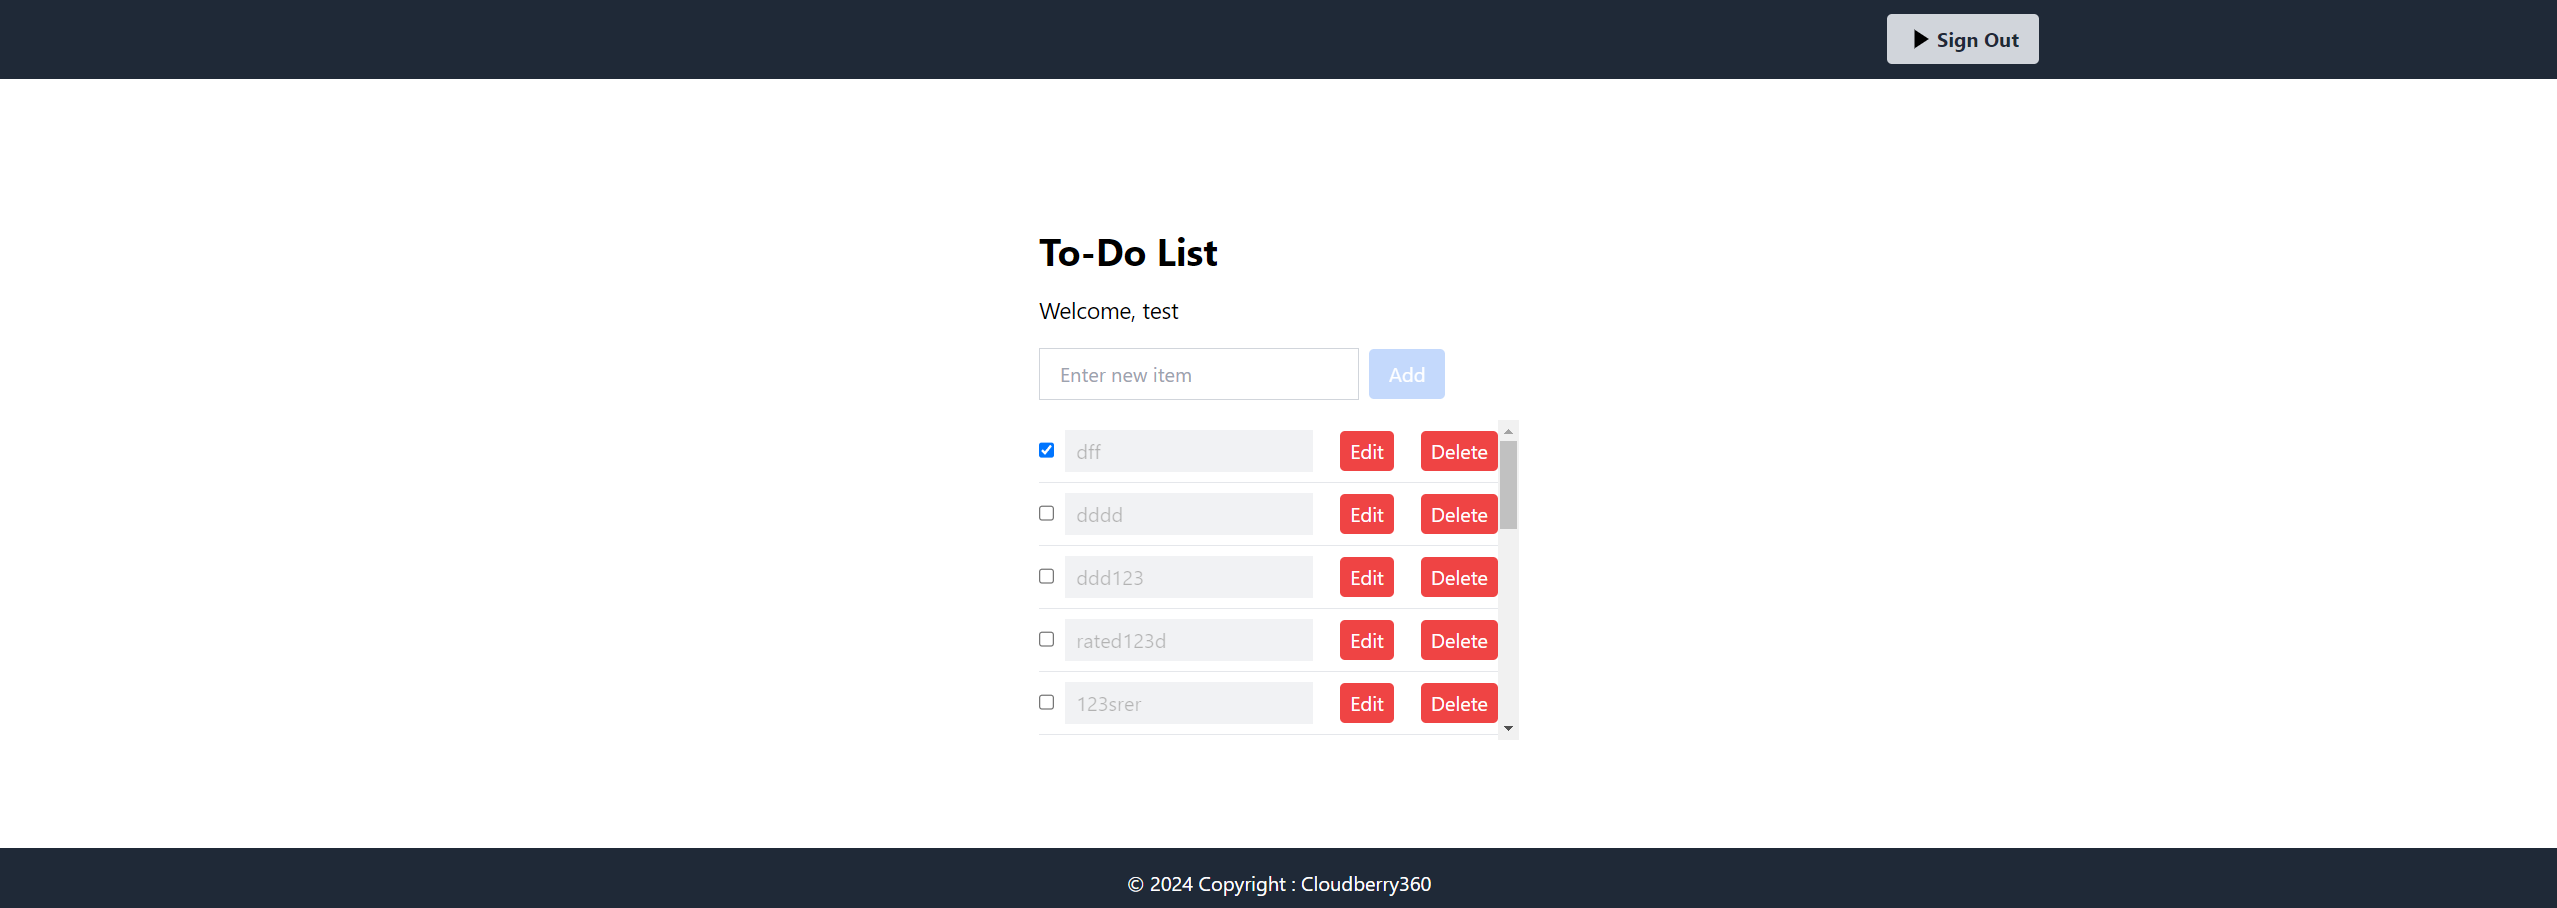 Sign Out
To-Do List
Welcome, test
Enter new item Add
dff Edit Delete
dddd Edit Delete
ddd123 Edit Delete
rated123d Edit Delete
123srer Edit Delete
© 2024 Copyright : Cloudberry360